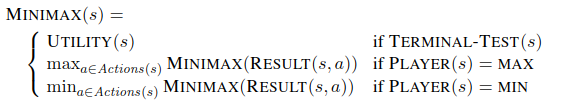 MINIMAX(s) =
UTILITY(s) if TERMINAL-TEST(s)
max_{a∈Actions(s)} MINIMAX(RESULT(s, a)) if PLAYER(s) = MAX
min_{a∈Actions(s)} MINIMAX(RESULT(s, a)) if PLAYER(s) = MIN